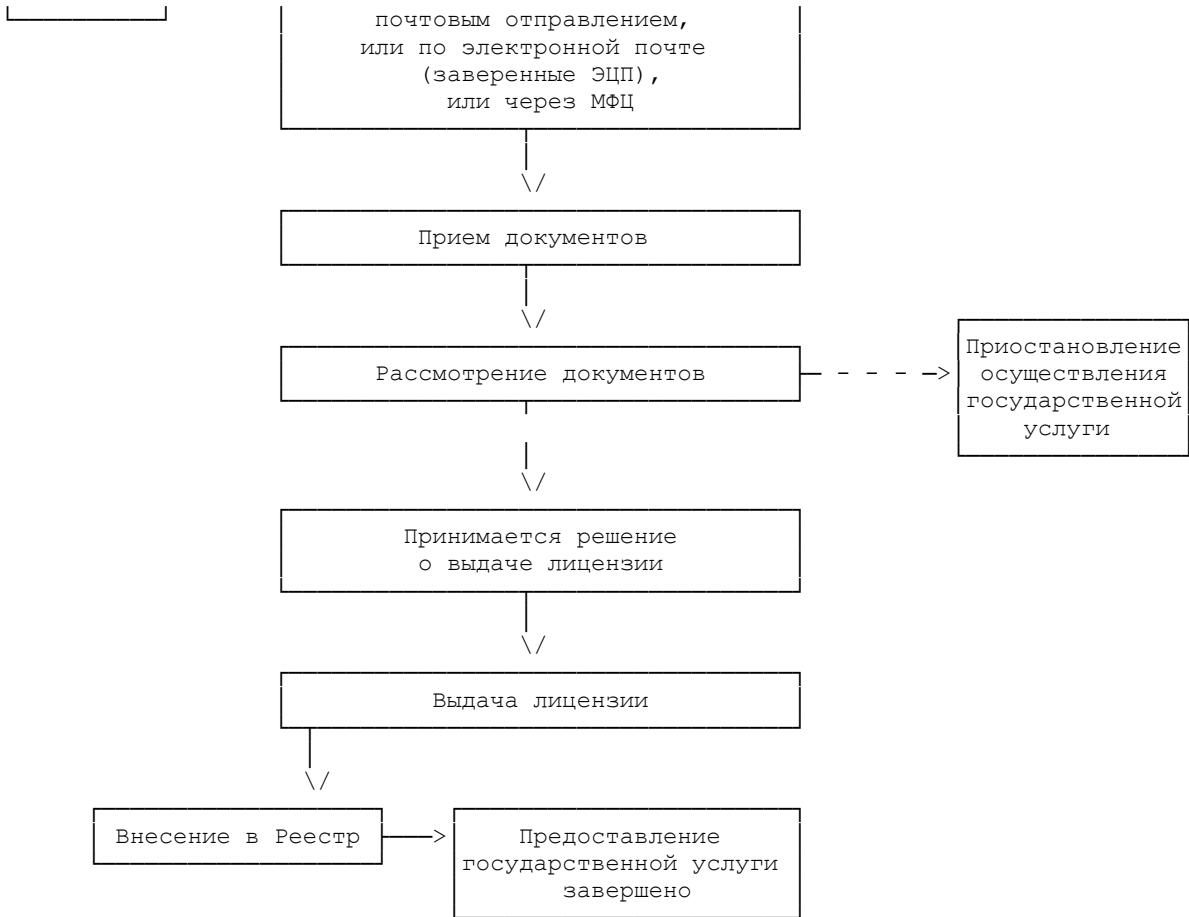 почтовым отправлением,
или по электронной почте
(заверенные ЭЦП),
или через МФЦ
Прием документов
Рассмотрение документов
Приостановление
осуществления
государственной
услуги
Принимается решение
о выдаче лицензии
Выдача лицензии
Внесение в Реестр
Предоставление
государственной услуги
завершено